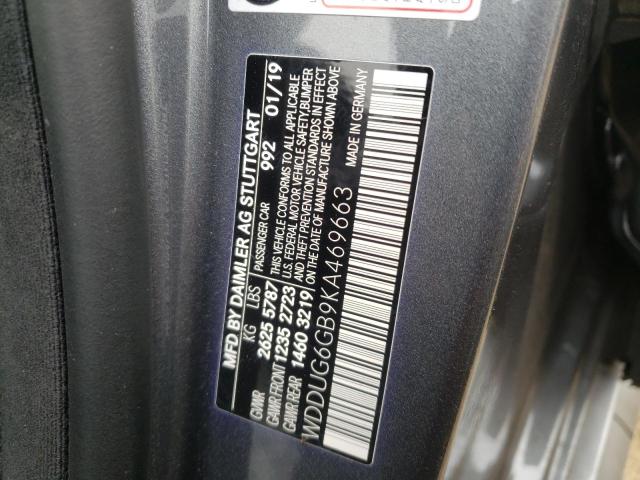 MFD BY DAIMLER AG STUTTGART
KG LBS PASSENGER CAR 992 01/19
GVWR 2625 5787
GAWR FRONT 1235 2723
GAWR REAR 1460 3219
THIS VEHICLE CONFORMS TO ALL APPLICABLE
U.S. FEDERAL MOTOR VEHICLE SAFETY, BUMPER
AND THEFT PREVENTION STANDARDS IN EFFECT
ON THE DATE OF MANUFACTURE SHOWN ABOVE
WDDUG6GB9KA469663 MADE IN GERMANY